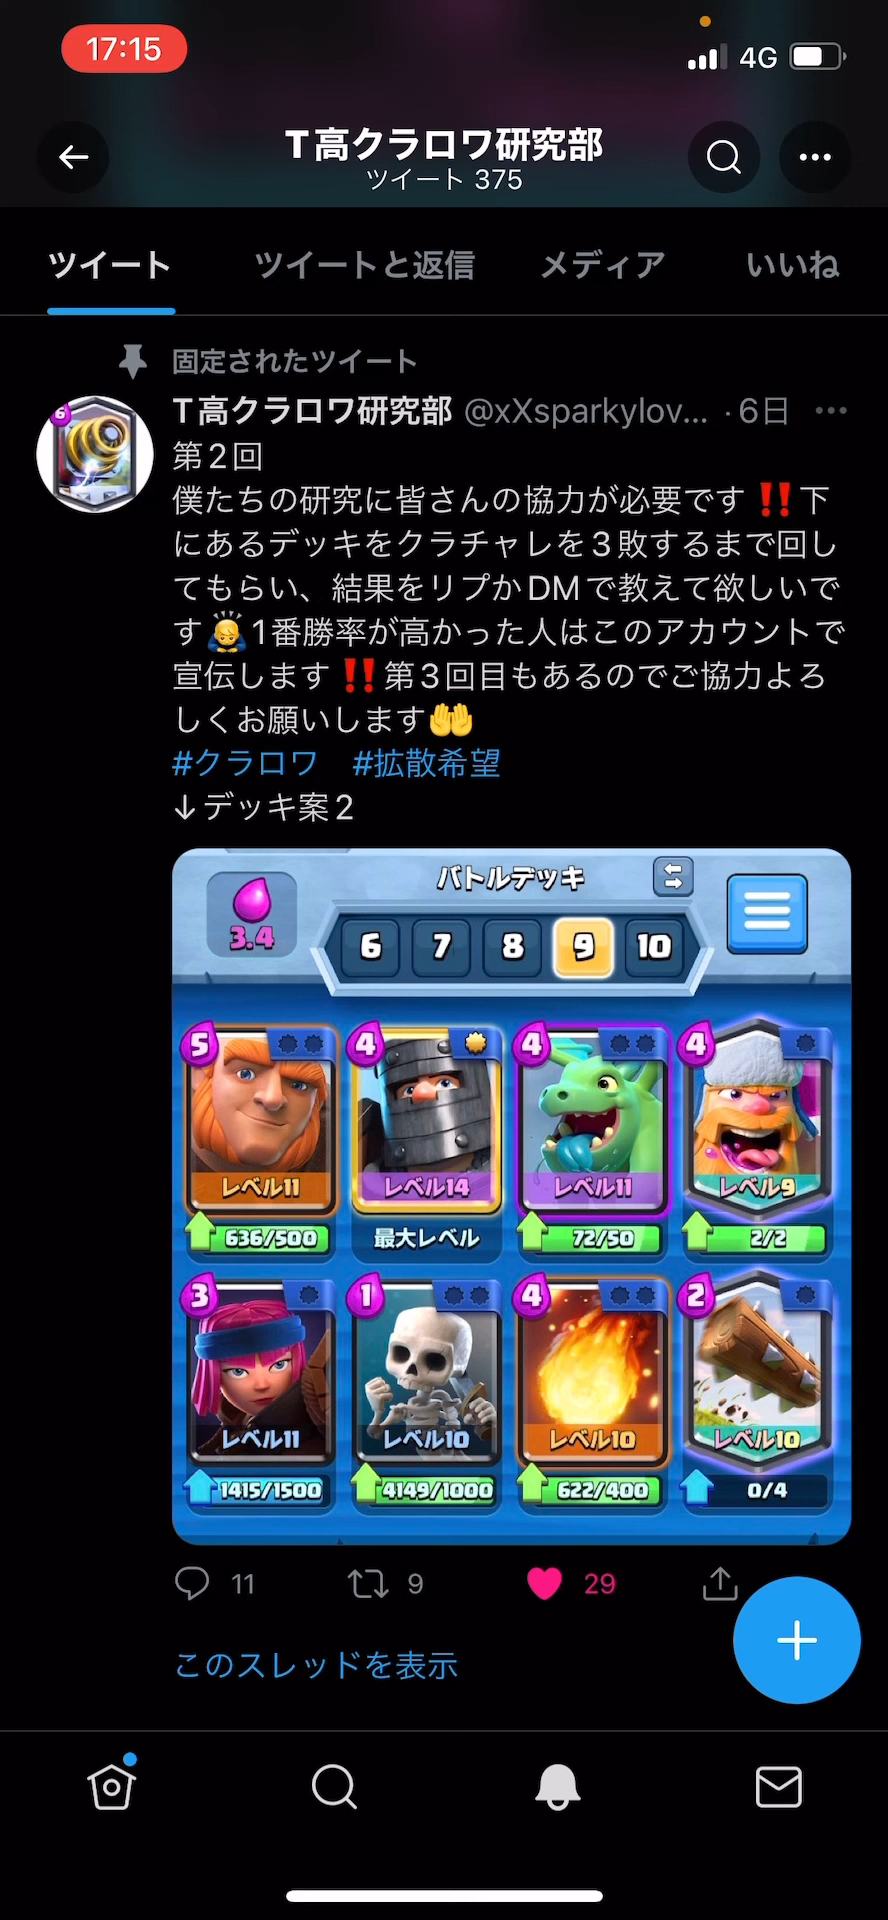 17:15
4G
T高クラロワ研究部
ツイート 375
ツイート ツイートと返信 メディア いいね
固定されたツイート
T高クラロワ研究部 @xXsparkylov... · 6日
第2回
僕たちの研究に皆さんの協力が必要です‼️下
にあるデッキをクラチャレを3敗するまで回し
てもらい、結果をリプかDMで教えて欲しいで
す🙇1番勝率が高かった人はこのアカウントで
宣伝します‼️第3回目もあるのでご協力よろ
しくお願いします🤲
#クラロワ #拡散希望
↓デッキ案2
バトルデッキ
3.4
6 7 8 9 10
5 4 4 4
レベル11 レベル14 レベル11 レベル9
636/500 最大レベル 72/50 2/2
3 1 4 2
レベル11 レベル10 レベル10 レベル10
1415/1500 4149/1000 622/400 0/4
11 9 29
このスレッドを表示